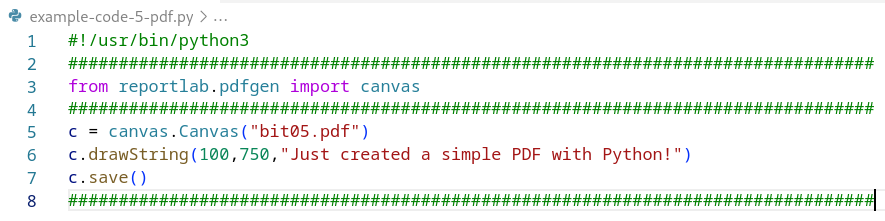 example-code-5-pdf.py > ...
1 #!/usr/bin/python3
2 ################################################################################
3 from reportlab.pdfgen import canvas
4 ################################################################################
5 c = canvas.Canvas("bit05.pdf")
6 c.drawString(100,750,"Just created a simple PDF with Python!")
7 c.save()
8 ################################################################################